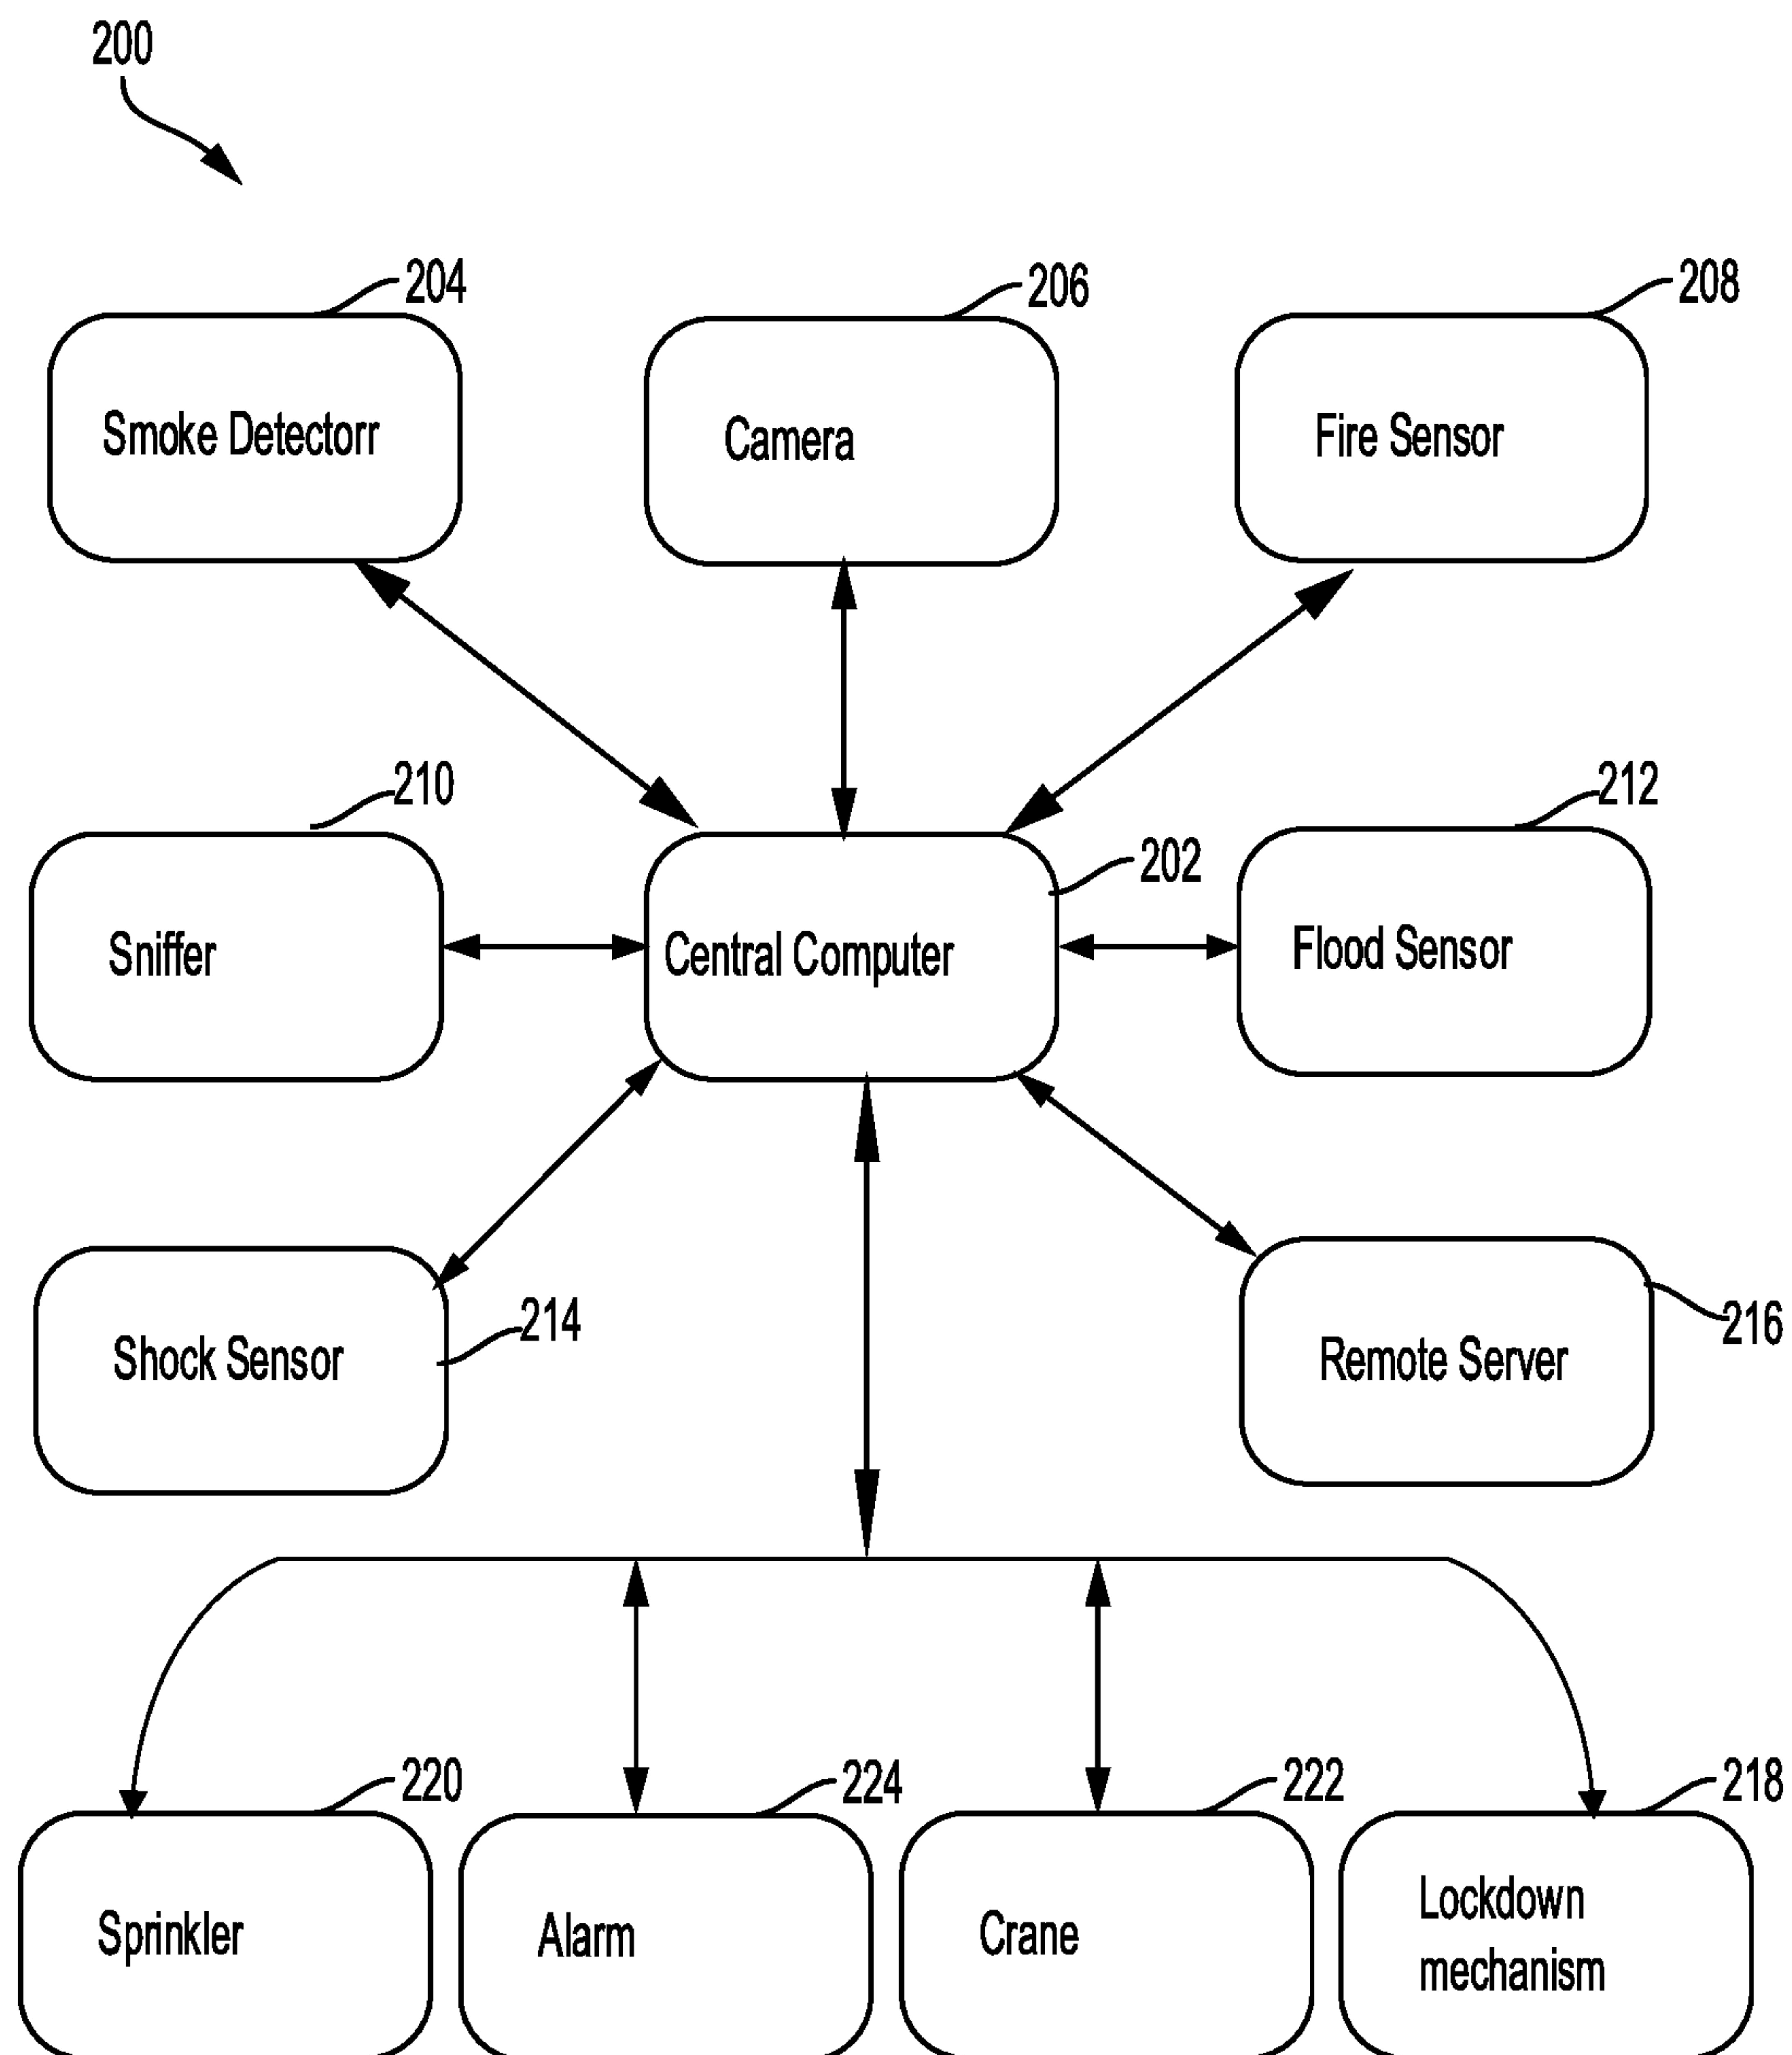 200
204
206
208
Smoke Detectorr
Camera
Fire Sensor
210
212
202
Sniffer
Central Computer
Flood Sensor
214
216
Shock Sensor
Remote Server
220
224
222
218
Sprinkler
Alarm
Crane
Lockdown
mechanism